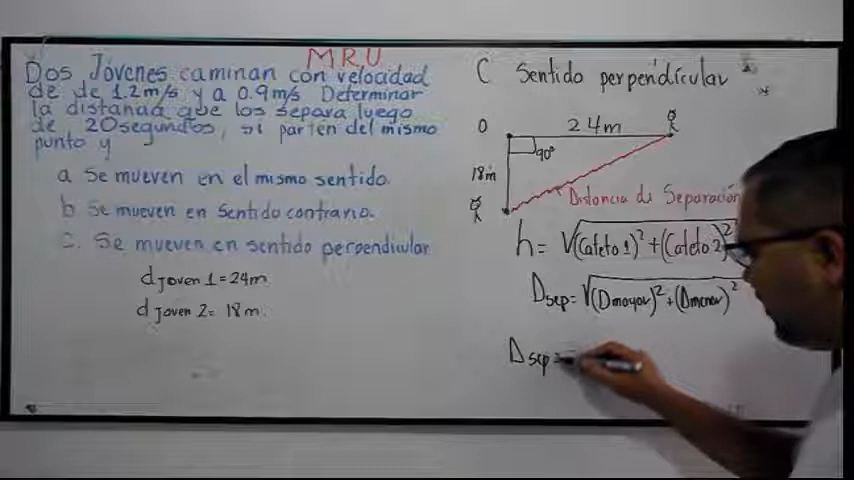 M.R.U
Dos Jóvenes caminan con velocidad
de de 1.2m/s y a 0.9m/s Determinar
la distancia que los separa luego
de 20segundos, si parten del mismo
punto y
a Se mueven en el mismo sentido.
b Se mueven en Sentido contrario.
c. Se mueven en sentido perpendicular
d Joven 1 = 24m
d Joven 2 = 18m
C Sentido perpendicular
0
24m
90°
18m
Distancia de Separación
h = √(Cateto 1)² + (Cateto 2)²
Dsep = √(Dmayor)² + (Dmenor)²
Dsep =